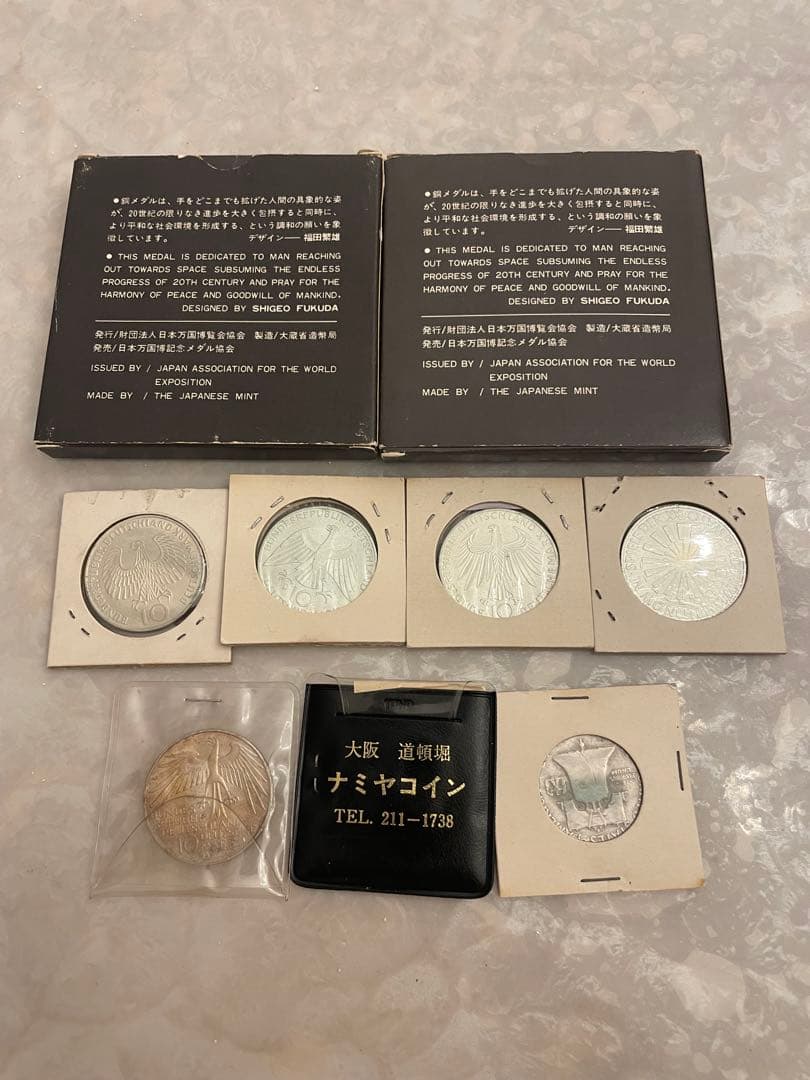 ●銅メダルは、手をどこまでも拡げた人間の具象的な姿
が、20世紀の限りなき進歩を大きく包摂すると同時に、
より平和な社会環境を形成する、という調和の願いを象
徴しています。 デザイン──福田繁雄
● THIS MEDAL IS DEDICATED TO MAN REACHING
OUT TOWARDS SPACE SUBSUMING THE ENDLESS
PROGRESS OF 20TH CENTURY AND PRAY FOR THE
HARMONY OF PEACE AND GOODWILL OF MANKIND.
DESIGNED BY SHIGEO FUKUDA
発行/財団法人日本万国博覧会協会 製造/大蔵省造幣局
発売/日本万国博記念メダル協会
ISSUED BY / JAPAN ASSOCIATION FOR THE WORLD
EXPOSITION
MADE BY / THE JAPANESE MINT
●銅メダルは、手をどこまでも拡げた人間の具象的な姿
が、20世紀の限りなき進歩を大きく包摂すると同時に、
より平和な社会環境を形成する、という調和の願いを象
徴しています。 デザイン──福田繁雄
● THIS MEDAL IS DEDICATED TO MAN REACHING
OUT TOWARDS SPACE SUBSUMING THE ENDLESS
PROGRESS OF 20TH CENTURY AND PRAY FOR THE
HARMONY OF PEACE AND GOODWILL OF MANKIND.
DESIGNED BY SHIGEO FUKUDA
発行/財団法人日本万国博覧会協会 製造/大蔵省造幣局
発売/日本万国博記念メダル協会
ISSUED BY / JAPAN ASSOCIATION FOR THE WORLD
EXPOSITION
MADE BY / THE JAPANESE MINT
10
BUNDESREPUBLIK DEUTSCHLAND
10
10
10
大阪 道頓堀
ナミヤコイン
TEL. 211-1738